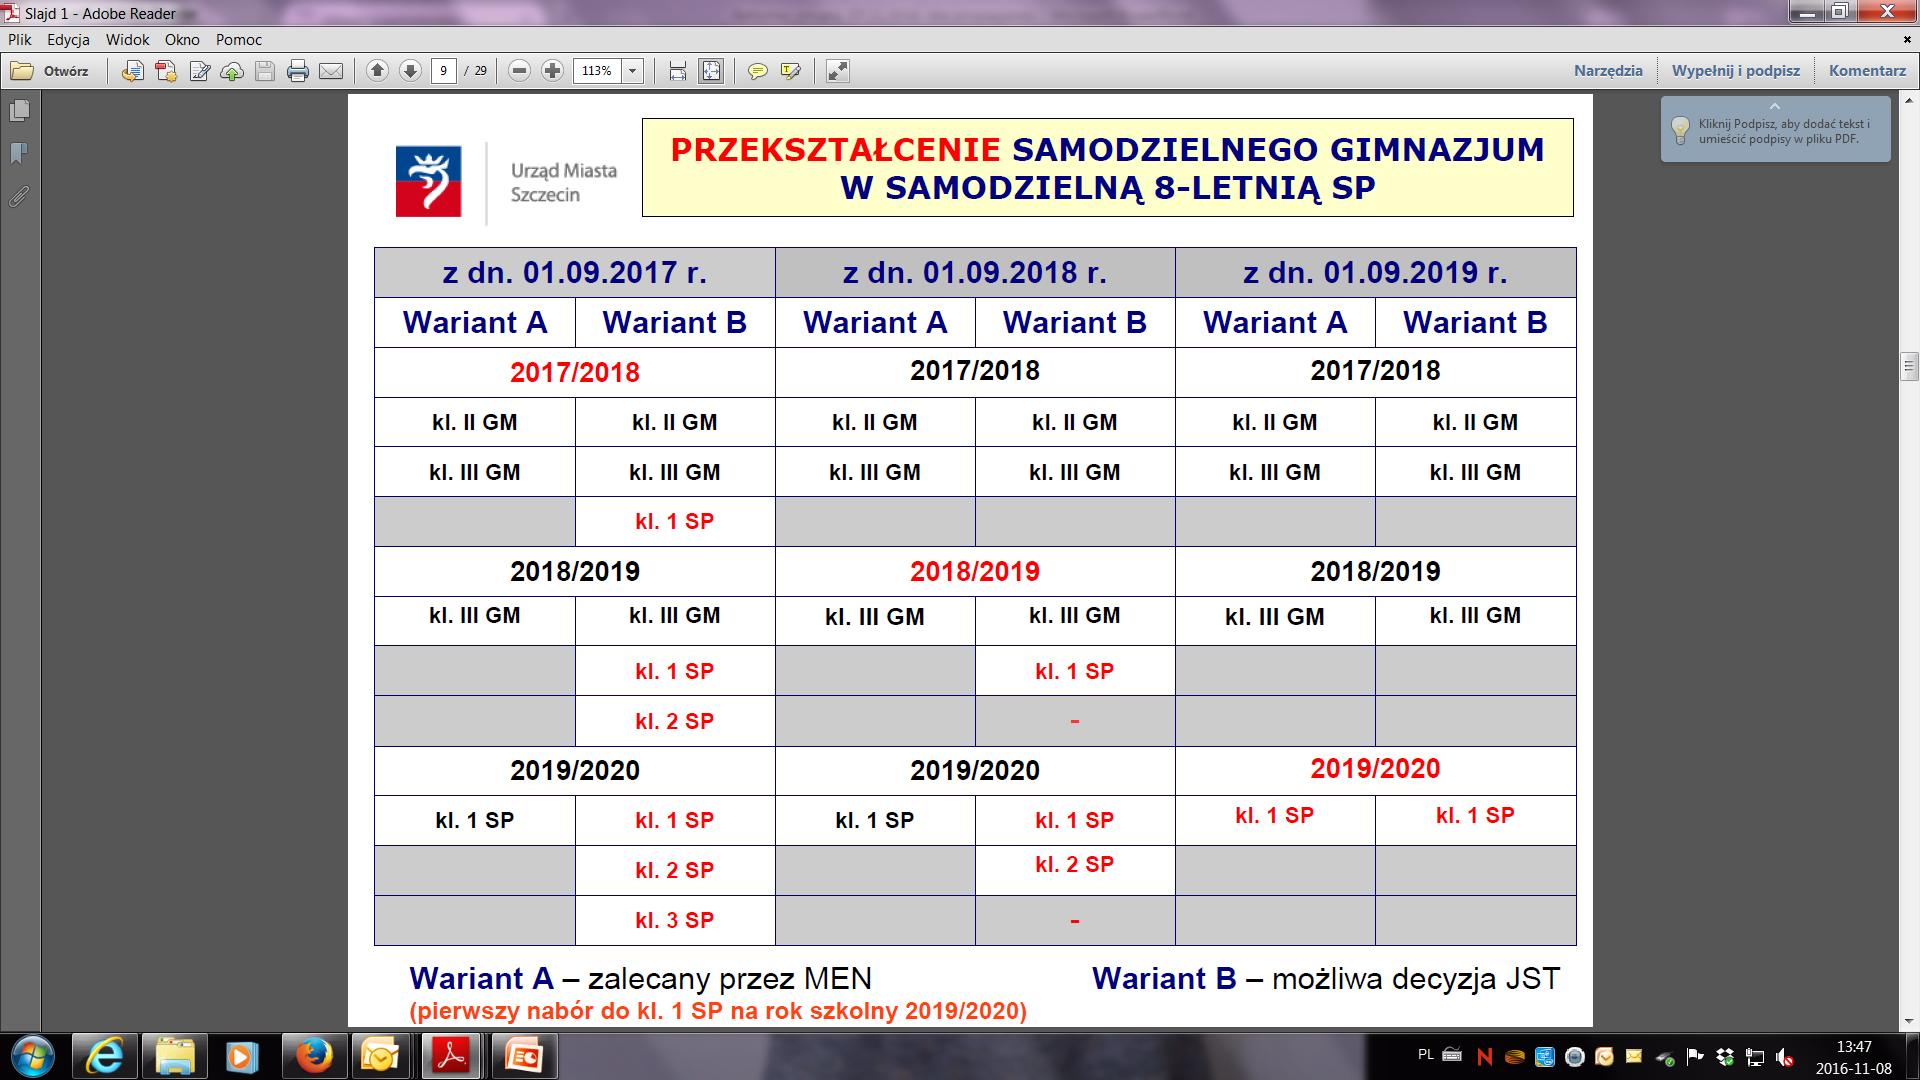 Slajd 1 - Adobe Reader
Plik Edycja Widok Okno Pomoc
Otwórz 9 / 29 113% Narzędzia Wypełnij i podpisz Komentarz
Kliknij Podpisz, aby dodać tekst i
umieścić podpisy w pliku PDF.
Urząd Miasta
Szczecin
PRZEKSZTAŁCENIE SAMODZIELNEGO GIMNAZJUM
W SAMODZIELNĄ 8-LETNIĄ SP
z dn. 01.09.2017 r. z dn. 01.09.2018 r. z dn. 01.09.2019 r.
Wariant A Wariant B Wariant A Wariant B Wariant A Wariant B
2017/2018 2017/2018 2017/2018
kl. II GM kl. II GM kl. II GM kl. II GM kl. II GM kl. II GM
kl. III GM kl. III GM kl. III GM kl. III GM kl. III GM kl. III GM
kl. 1 SP
2018/2019 2018/2019 2018/2019
kl. III GM kl. III GM kl. III GM kl. III GM kl. III GM kl. III GM
kl. 1 SP kl. 1 SP
kl. 2 SP -
2019/2020 2019/2020 2019/2020
kl. 1 SP kl. 1 SP kl. 1 SP kl. 1 SP kl. 1 SP kl. 1 SP
kl. 2 SP kl. 2 SP
kl. 3 SP -
Wariant A – zalecany przez MEN Wariant B – możliwa decyzja JST
(pierwszy nabór do kl. 1 SP na rok szkolny 2019/2020)
PL 13:47
2016-11-08